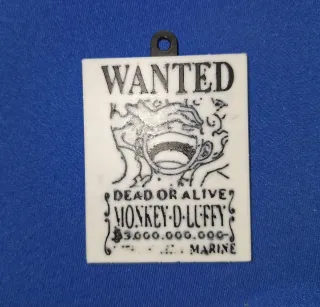 WANTED
DEAD OR ALIVE
MONKEY·D·LUFFY
฿3,000,000,000-
MARINE